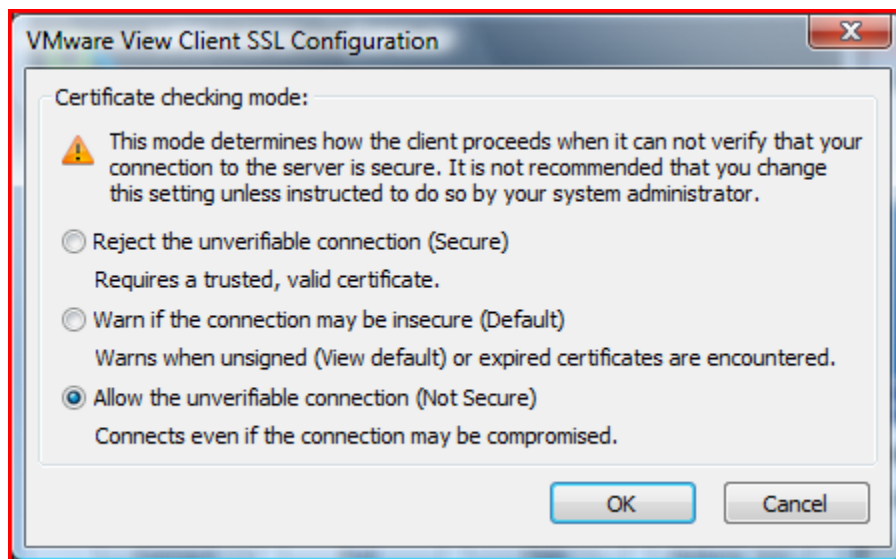 VMware View Client SSL Configuration
Certificate checking mode:
This mode determines how the client proceeds when it can not verify that your
connection to the server is secure. It is not recommended that you change
this setting unless instructed to do so by your system administrator.
Reject the unverifiable connection (Secure)
Requires a trusted, valid certificate.
Warn if the connection may be insecure (Default)
Warns when unsigned (View default) or expired certificates are encountered.
Allow the unverifiable connection (Not Secure)
Connects even if the connection may be compromised.
OK Cancel